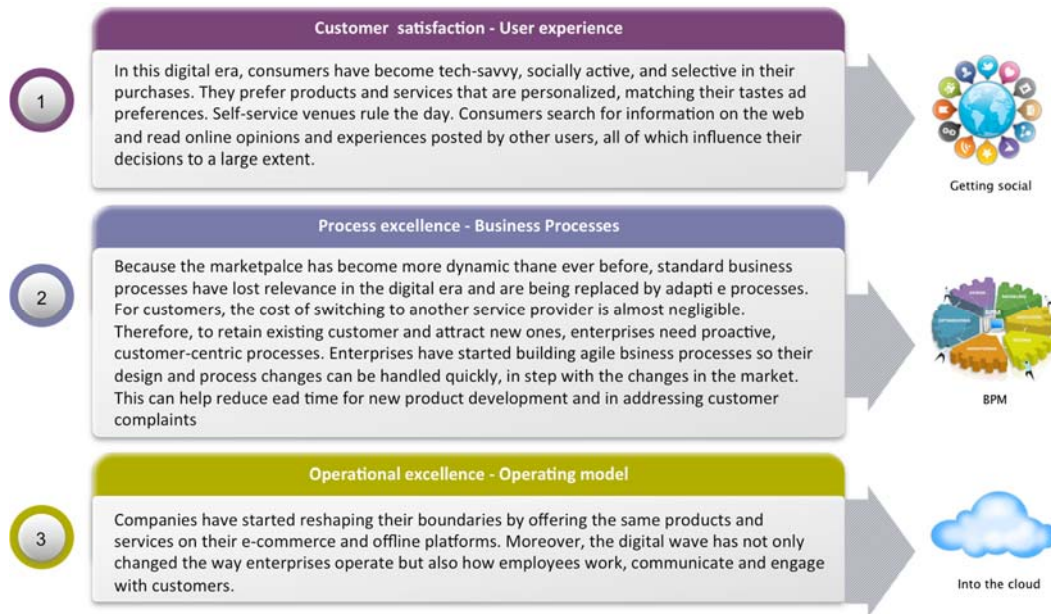 Customer satisfaction - User experience
1
In this digital era, consumers have become tech-savvy, socially active, and selective in their
purchases. They prefer products and services that are personalized, matching their tastes ad
preferences. Self-service venues rule the day. Consumers search for information on the web
and read online opinions and experiences posted by other users, all of which influence their
decisions to a large extent.
Getting social
Process excellence - Business Processes
2
Because the marketpalce has become more dynamic thane ever before, standard business
processes have lost relevance in the digital era and are being replaced by adapti e processes.
For customers, the cost of switching to another service provider is almost negligible.
Therefore, to retain existing customer and attract new ones, enterprises need proactive,
customer-centric processes. Enterprises have started building agile bsiness processes so their
design and process changes can be handled quickly, in step with the changes in the market.
This can help reduce ead time for new product development and in addressing customer
complaints
BPM
Operational excellence - Operating model
3
Companies have started reshaping their boundaries by offering the same products and
services on their e-commerce and offline platforms. Moreover, the digital wave has not only
changed the way enterprises operate but also how employees work, communicate and engage
with customers.
Into the cloud